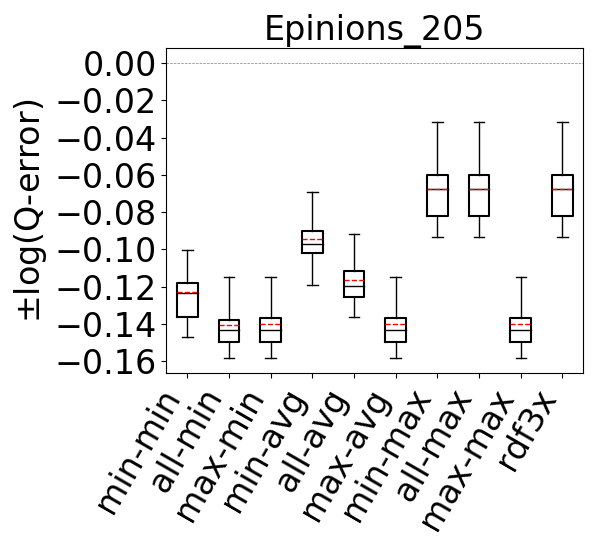 Epinions_205
±log(Q-error)
0.00
−0.02
−0.04
−0.06
−0.08
−0.10
−0.12
−0.14
−0.16
min-min
all-min
max-min
min-avg
all-avg
max-avg
min-max
all-max
max-max
rdf3x